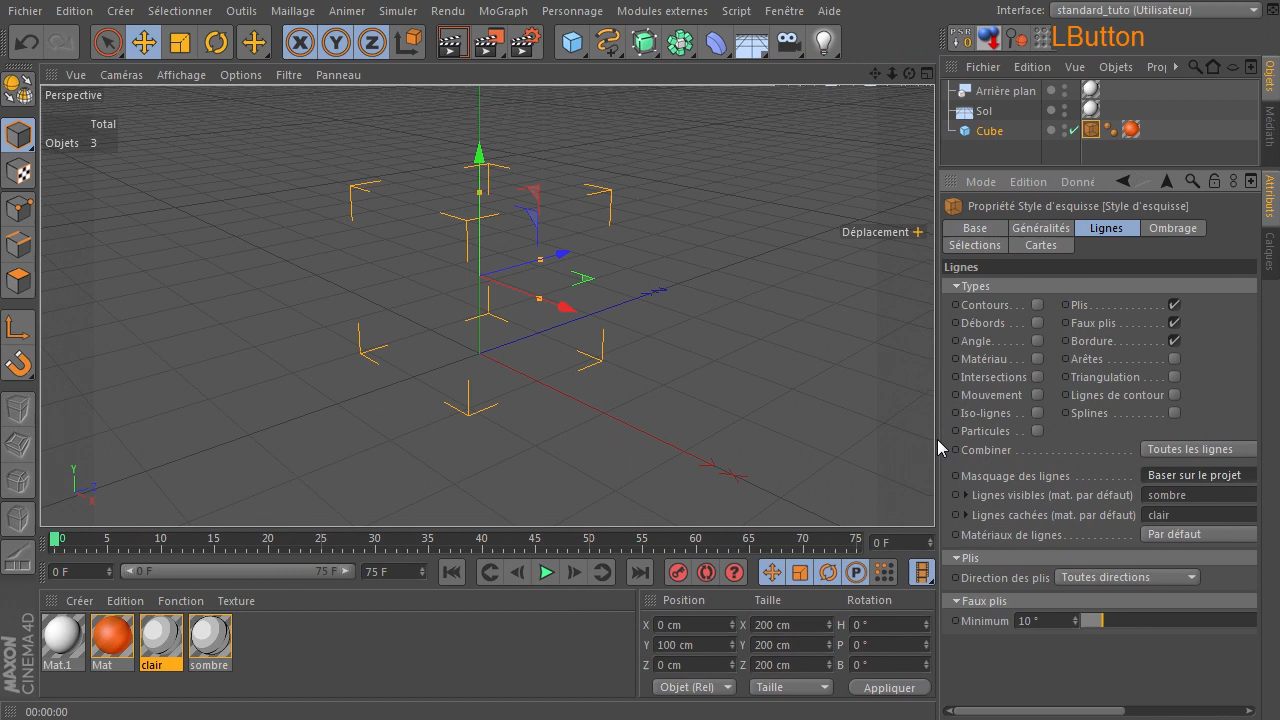 Fichier Edition Créer Sélectionner Outils Maillage Animer Simuler Rendu MoGraph Personnage Modules externes Script Fenêtre Aide Interface: standard_tuto (Utilisateur)
X Y Z PSR 0 LButton
Vue Caméras Affichage Options Filtre Panneau
Fichier Edition Vue Objets Proj
Perspective
Total
Objets 3
Arrière plan
Sol
Cube
Objets
Médiath
Déplacement
Mode Edition Donné
Propriété Style d'esquisse [Style d'esquisse]
Base Généralités Lignes Ombrage
Sélections Cartes
Attributs
Calques
Lignes
Types
Contours Plis
Débords Faux plis
Angle Bordure
Matériau Arêtes
Intersections Triangulation
Mouvement Lignes de contour
Iso-lignes Splines
Particules
Combiner Toutes les lignes
Masquage des lignes Baser sur le projet
Lignes visibles (mat. par défaut) sombre
Lignes cachées (mat. par défaut) clair
Matériaux de lignes Par défaut
Plis
Direction des plis Toutes directions
Faux plis
Minimum 10 °
Y
Z
X
0 5 10 15 20 25 30 35 40 45 50 55 60 65 70 75 0 F
0 F 0 F 75 F 75 F
P
Créer Edition Fonction Texture
Mat.1 Mat clair sombre
Position Taille Rotation
X 0 cm X 200 cm H 0 °
Y 100 cm Y 200 cm P 0 °
Z 0 cm Z 200 cm B 0 °
Objet (Rel) Taille Appliquer
MAXON
CINEMA 4D
00:00:00